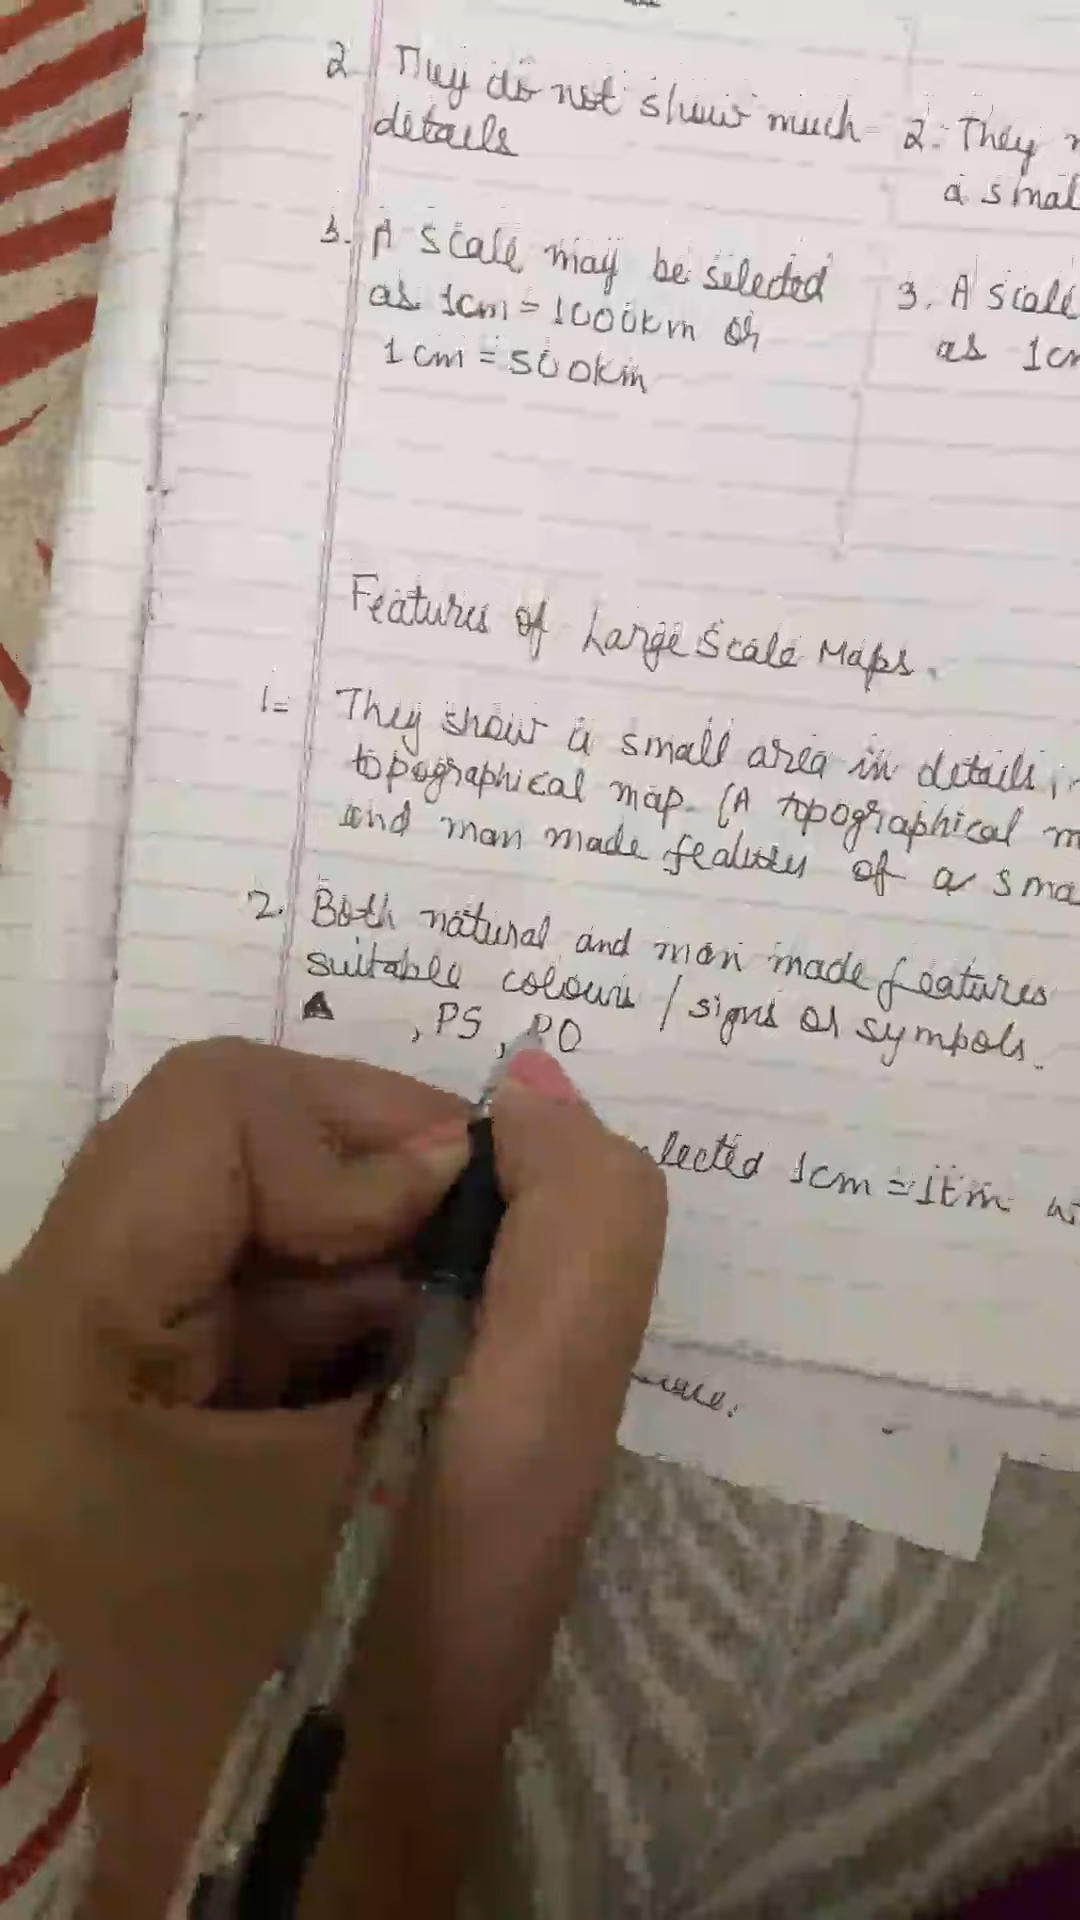 2 They do not show much
details
2. They
a smal
3. A scale may be selected
as 1cm = 1000km or
1 cm = 500km
3. A scale
as 1cm
Features of Large Scale Maps.
1= They show a small area in details,
topographical map. (A topographical m
and man made features of a sma
2. Both natural and man made features
suitable colours / signs or symbols.
, PS, PO
lected 1cm = 1km